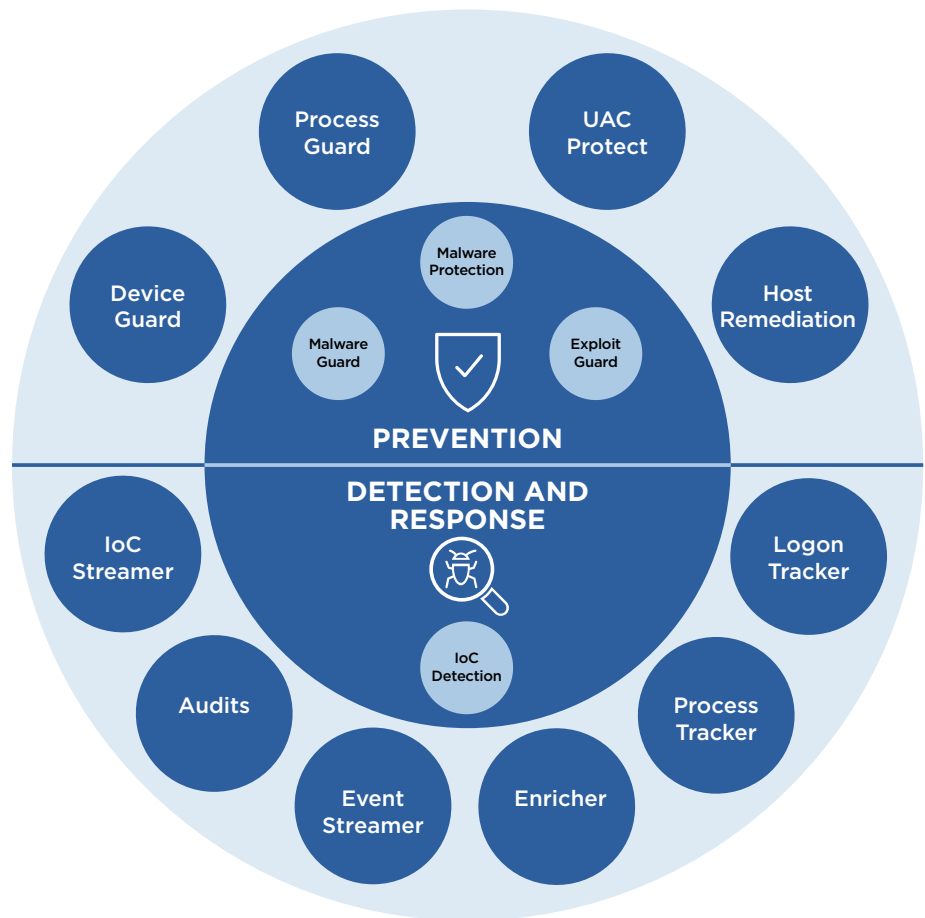 Process
Guard
UAC
Protect
Device
Guard
Host
Remediation
Malware
Protection
Malware
Guard
Exploit
Guard
PREVENTION
DETECTION AND
RESPONSE
IoC
Detection
IoC
Streamer
Logon
Tracker
Audits
Process
Tracker
Event
Streamer
Enricher